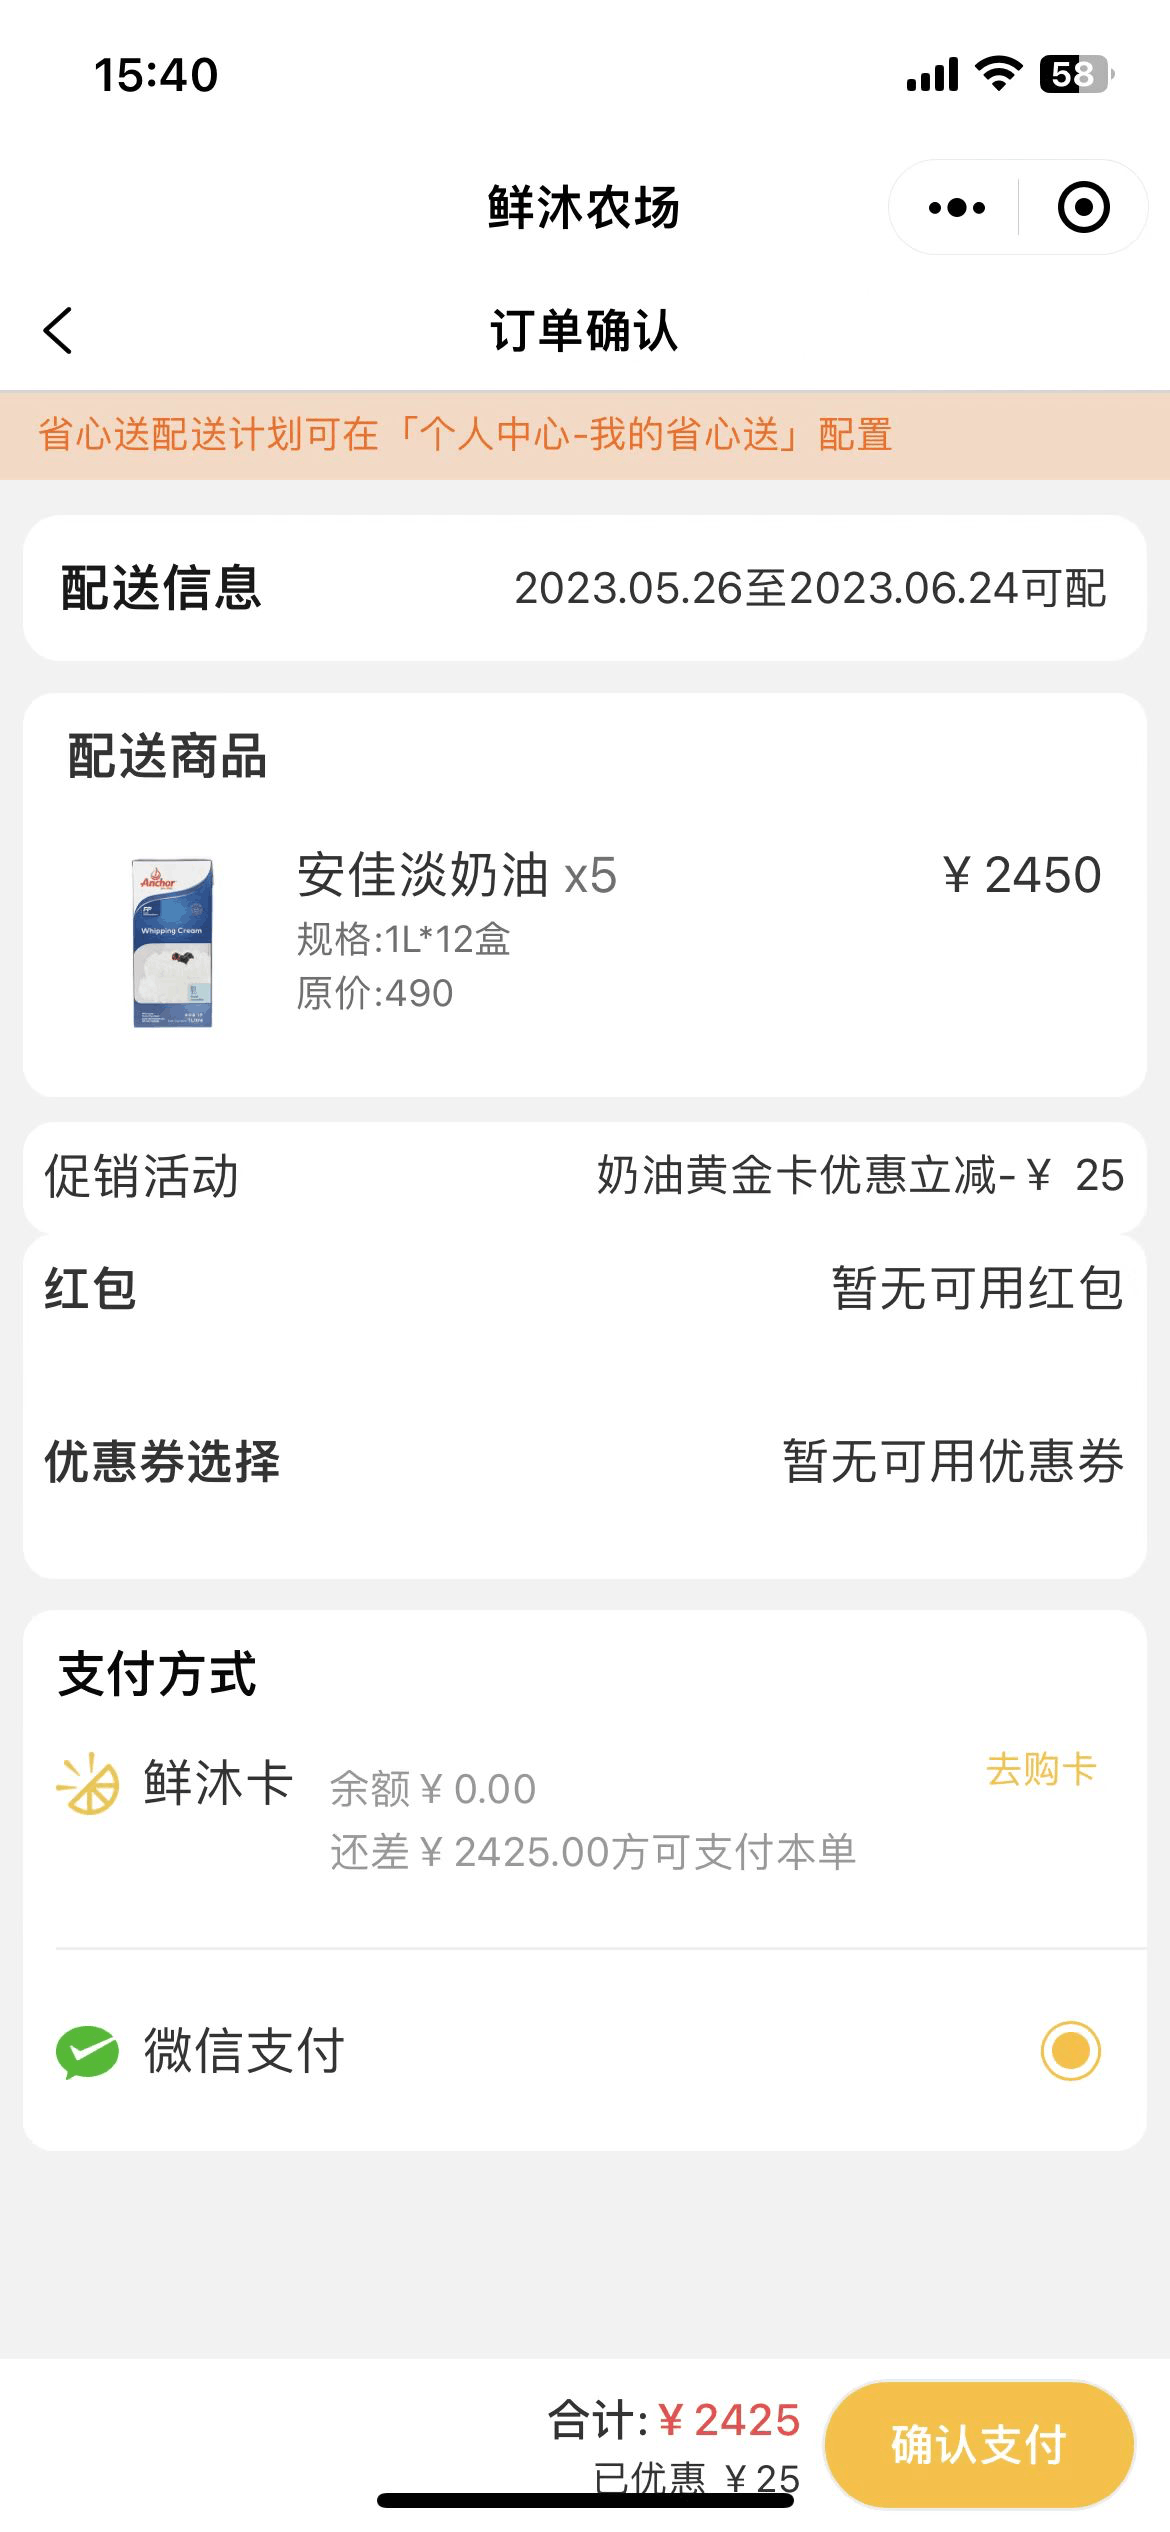 15:40
58
鲜沐农场
订单确认
省心送配送计划可在「个人中心-我的省心送」配置
配送信息 2023.05.26至2023.06.24可配
配送商品
安佳淡奶油 x5 ¥ 2450
规格:1L*12盒
原价:490
Anchor
Whipping Cream
促销活动 奶油黄金卡优惠立减-¥ 25
红包 暂无可用红包
优惠券选择 暂无可用优惠券
支付方式
鲜沐卡 余额¥0.00 去购卡
还差¥2425.00方可支付本单
微信支付
合计:¥2425
已优惠 ¥25
确认支付